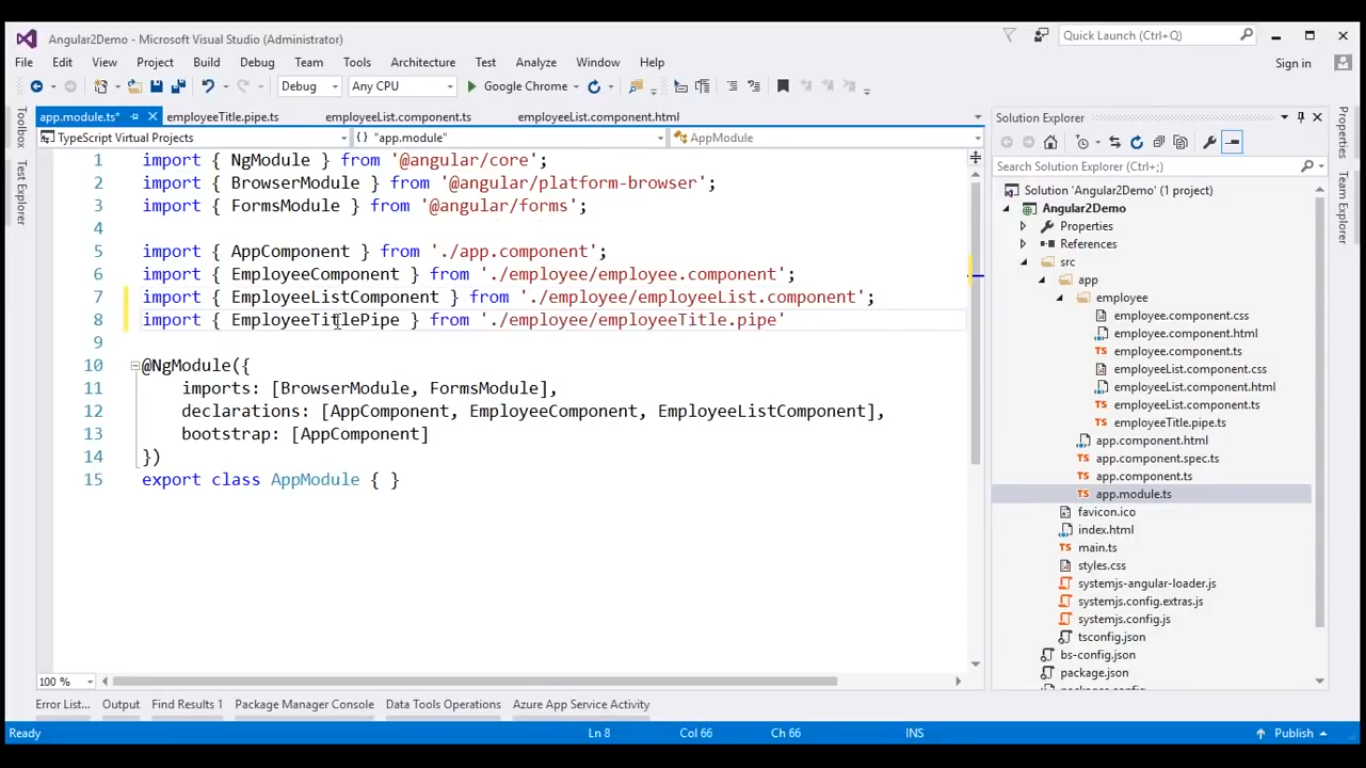 Angular2Demo - Microsoft Visual Studio (Administrator)
Quick Launch (Ctrl+Q)
File Edit View Project Build Debug Team Tools Architecture Test Analyze Window Help
Sign in
Debug Any CPU Google Chrome
Toolbox
Test Explorer
app.module.ts* employeeTitle.pipe.ts employeeList.component.ts employeeList.component.html
TypeScript Virtual Projects { } "app.module" AppModule
1 import { NgModule } from '@angular/core';
2 import { BrowserModule } from '@angular/platform-browser';
3 import { FormsModule } from '@angular/forms';
4
5 import { AppComponent } from './app.component';
6 import { EmployeeComponent } from './employee/employee.component';
7 import { EmployeeListComponent } from './employee/employeeList.component';
8 import { EmployeeTitlePipe } from './employee/employeeTitle.pipe'
9
10 @NgModule({
11 imports: [BrowserModule, FormsModule],
12 declarations: [AppComponent, EmployeeComponent, EmployeeListComponent],
13 bootstrap: [AppComponent]
14 })
15 export class AppModule { }
100 %
Solution Explorer
Search Solution Explorer (Ctrl+;)
Solution 'Angular2Demo' (1 project)
Angular2Demo
Properties
References
src
app
employee
employee.component.css
employee.component.html
TS employee.component.ts
employeeList.component.css
employeeList.component.html
TS employeeList.component.ts
TS employeeTitle.pipe.ts
app.component.html
TS app.component.spec.ts
TS app.component.ts
TS app.module.ts
favicon.ico
index.html
TS main.ts
styles.css
systemjs-angular-loader.js
systemjs.config.extras.js
systemjs.config.js
tsconfig.json
bs-config.json
package.json
Properties
Team Explorer
Error List... Output Find Results 1 Package Manager Console Data Tools Operations Azure App Service Activity
Ready Ln 8 Col 66 Ch 66 INS Publish